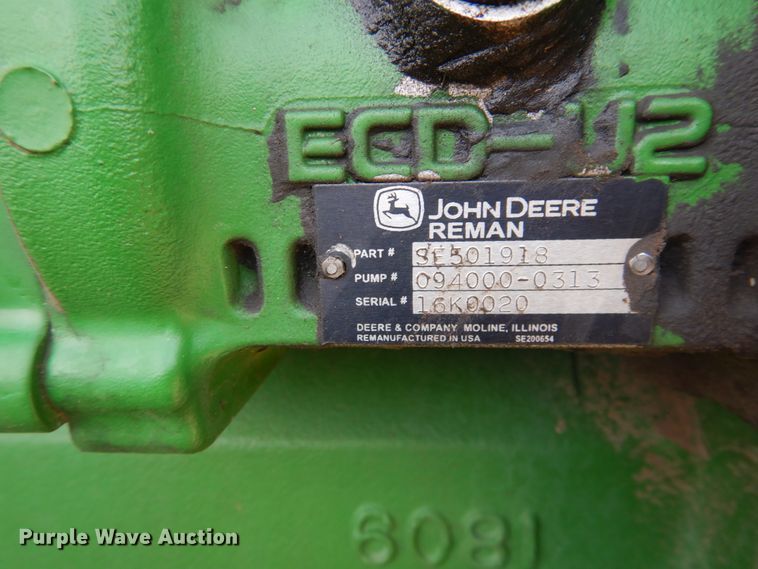 ECD-U2
JOHN DEERE
REMAN
PART # SE501918
PUMP # 094000-0313
SERIAL # 16K0020
DEERE & COMPANY MOLINE, ILLINOIS
REMANUFACTURED IN USA SE200654
6081
Purple Wave Auction